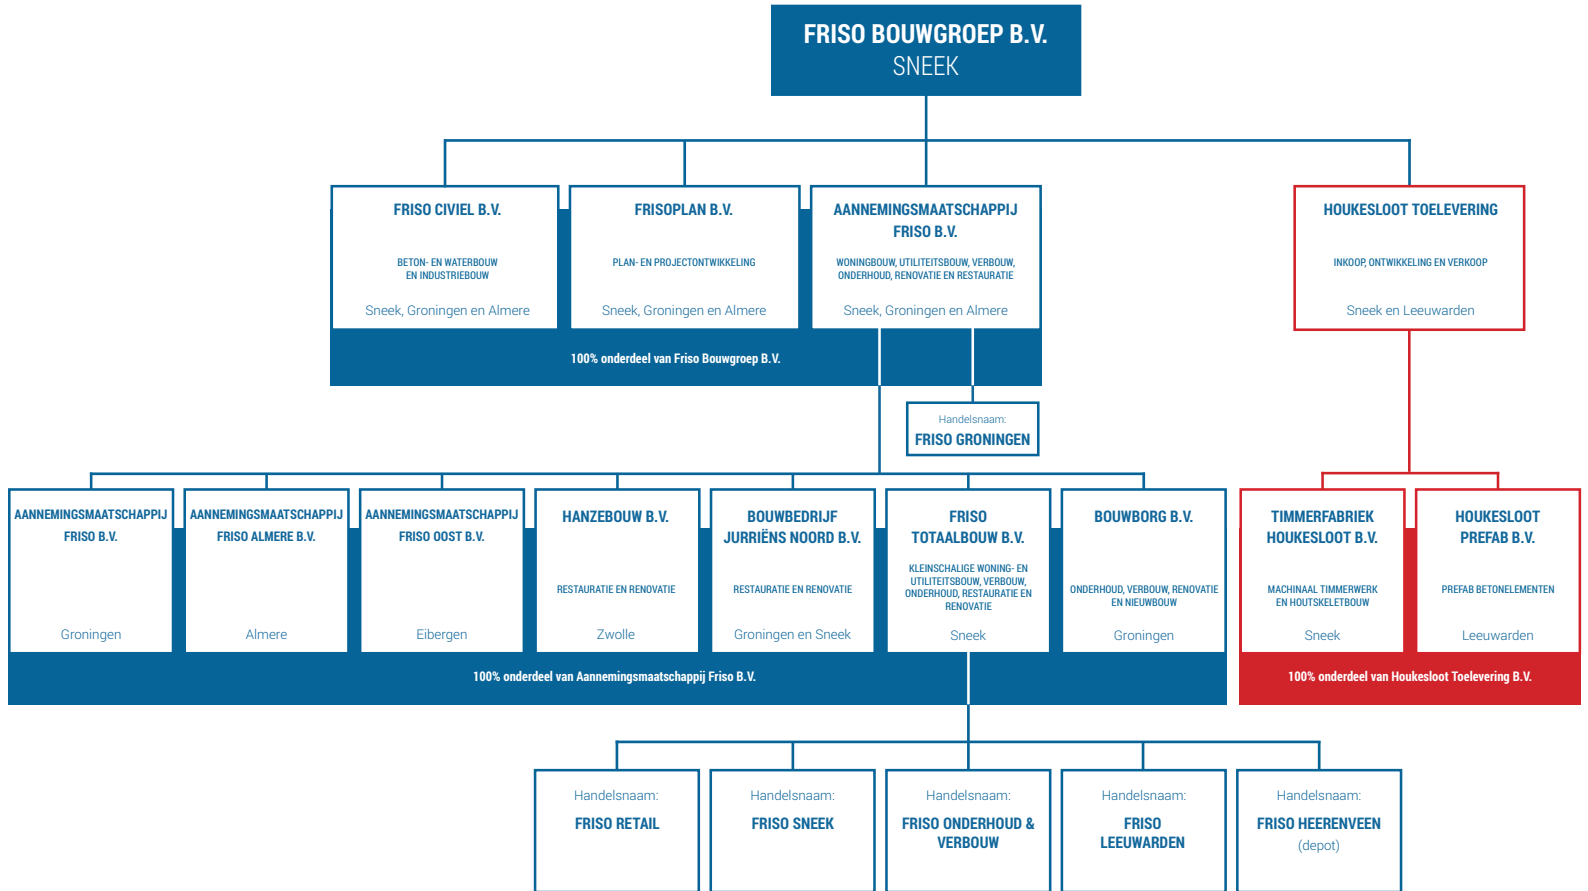 FRISO BOUWGROEP B.V.
SNEEK
FRISO CIVIEL B.V.
BETON- EN WATERBOUW
EN INDUSTRIEBOUW
Sneek, Groningen en Almere
FRISOPLAN B.V.
PLAN- EN PROJECTONTWIKKELING
Sneek, Groningen en Almere
AANNEMINGSMAATSCHAPPIJ
FRISO B.V.
WONINGBOUW, UTILITEITSBOUW, VERBOUW,
ONDERHOUD, RENOVATIE EN RESTAURATIE
Sneek, Groningen en Almere
HOUKESLOOT TOELEVERING
INKOOP, ONTWIKKELING EN VERKOOP
Sneek en Leeuwarden
100% onderdeel van Friso Bouwgroep B.V.
Handelsnaam:
FRISO GRONINGEN
AANNEMINGSMAATSCHAPPIJ
FRISO B.V.
Groningen
AANNEMINGSMAATSCHAPPIJ
FRISO ALMERE B.V.
Almere
AANNEMINGSMAATSCHAPPIJ
FRISO OOST B.V.
Eibergen
HANZEBOUW B.V.
RESTAURATIE EN RENOVATIE
Zwolle
BOUWBEDRIJF
JURRIËNS NOORD B.V.
RESTAURATIE EN RENOVATIE
Groningen en Sneek
FRISO
TOTAALBOUW B.V.
KLEINSCHALIGE WONING- EN
UTILITEITSBOUW, VERBOUW,
ONDERHOUD, RESTAURATIE EN
RENOVATIE
Sneek
BOUWBORG B.V.
ONDERHOUD, VERBOUW, RENOVATIE
EN NIEUWBOUW
Groningen
TIMMERFABRIEK
HOUKESLOOT B.V.
MACHINAAL TIMMERWERK
EN HOUTSKELETBOUW
Sneek
HOUKESLOOT
PREFAB B.V.
PREFAB BETONELEMENTEN
Leeuwarden
100% onderdeel van Aannemingsmaatschappij Friso B.V.
100% onderdeel van Houkesloot Toelevering B.V.
Handelsnaam:
FRISO RETAIL
Handelsnaam:
FRISO SNEEK
Handelsnaam:
FRISO ONDERHOUD &
VERBOUW
Handelsnaam:
FRISO
LEEUWARDEN
Handelsnaam:
FRISO HEERENVEEN
(depot)